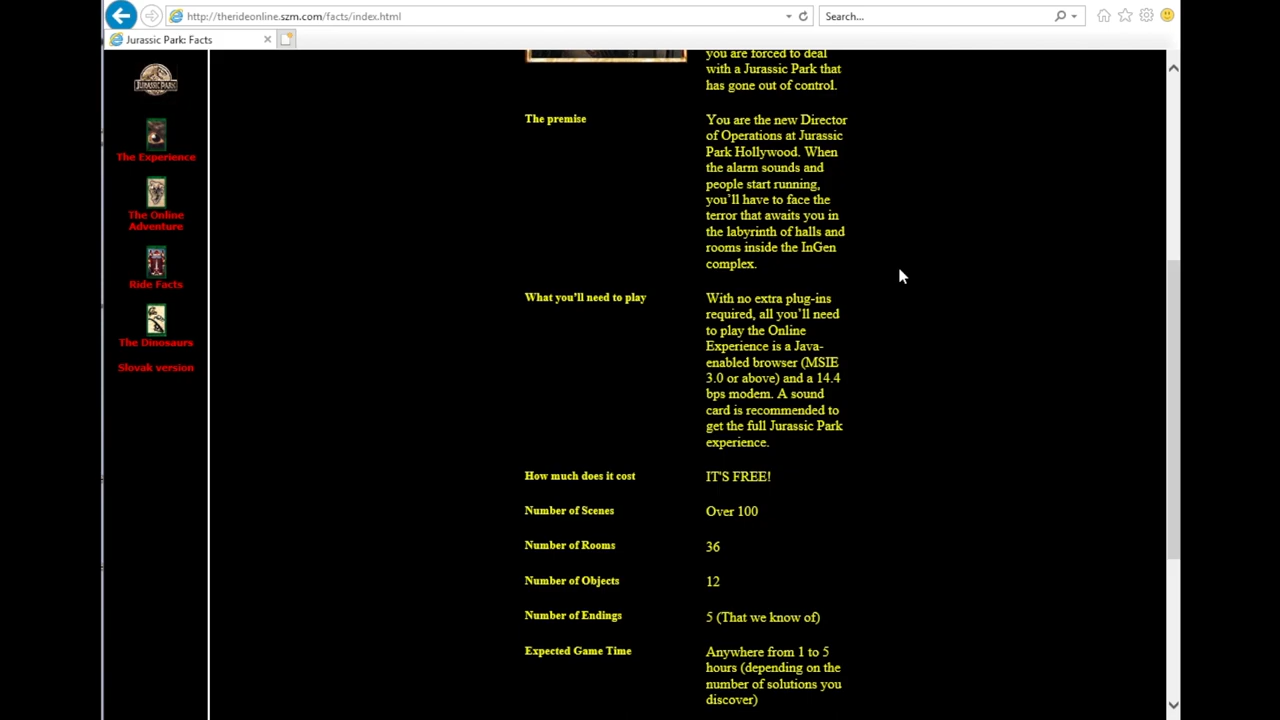 http://therideonline.szm.com/facts/index.html
Search...
Jurassic Park: Facts
JURASSIC PARK
The Experience
The Online
Adventure
Ride Facts
The Dinosaurs
Slovak version
you are forced to deal
with a Jurassic Park that
has gone out of control.
The premise
You are the new Director
of Operations at Jurassic
Park Hollywood. When
the alarm sounds and
people start running,
you'll have to face the
terror that awaits you in
the labyrinth of halls and
rooms inside the InGen
complex.
What you'll need to play
With no extra plug-ins
required, all you'll need
to play the Online
Experience is a Java-
enabled browser (MSIE
3.0 or above) and a 14.4
bps modem. A sound
card is recommended to
get the full Jurassic Park
experience.
How much does it cost
IT'S FREE!
Number of Scenes
Over 100
Number of Rooms
36
Number of Objects
12
Number of Endings
5 (That we know of)
Expected Game Time
Anywhere from 1 to 5
hours (depending on the
number of solutions you
discover)